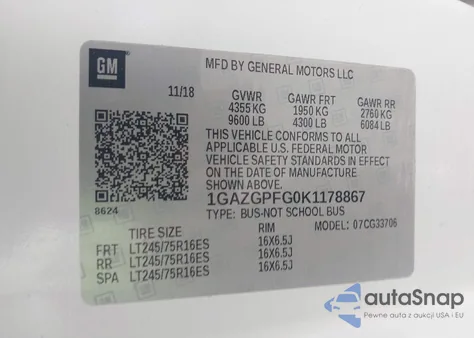 GM
MFD BY GENERAL MOTORS LLC
11/18
GVWR GAWR FRT GAWR RR
4355 KG 1950 KG 2760 KG
9600 LB 4300 LB 6084 LB
THIS VEHICLE CONFORMS TO ALL
APPLICABLE U.S. FEDERAL MOTOR
VEHICLE SAFETY STANDARDS IN EFFECT
ON THE DATE OF MANUFACTURE
SHOWN ABOVE.
1GAZGPFG0K1178867
8624
TYPE: BUS-NOT SCHOOL BUS
MODEL: 07CG33706
TIRE SIZE RIM
FRT LT245/75R16ES 16X6.5J
RR LT245/75R16ES 16X6.5J
SPA LT245/75R16ES 16X6.5J
autoSnap
Pewne auta z aukcji USA i EU